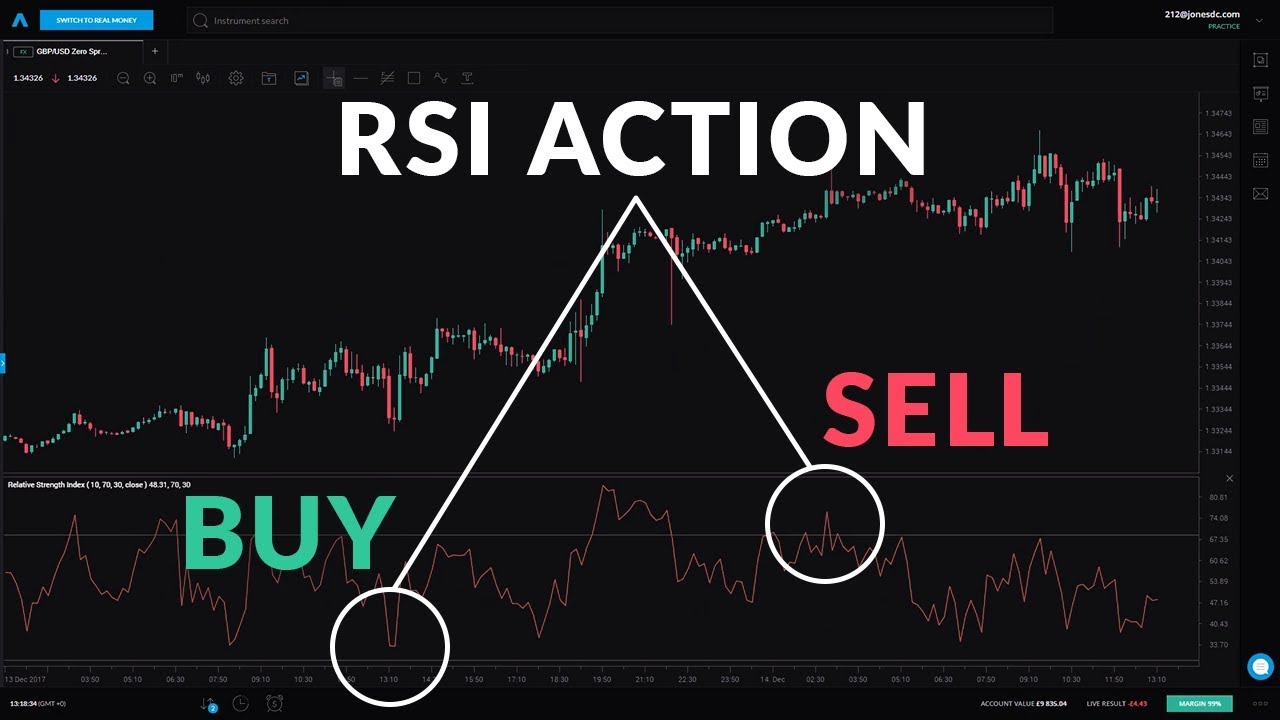 SWITCH TO REAL MONEY
Instrument search
212@jonesdc.com
PRACTICE
FX GBP/USD Zero Spr... +
1.34326 1.34326
10m
RSI ACTION
1.34743
1.34643
1.34543
1.34443
1.34343
1.34243
1.34143
1.34043
1.33943
1.33844
1.33744
1.33644
1.33544
1.33444
1.33344
1.33244
1.33144
SELL
Relative Strength Index ( 10, 70, 30, close ) 48.31, 70, 30
BUY
80.81
74.08
67.35
60.62
53.89
47.16
40.43
33.70
13 Dec 2017 03:50 05:10 06:30 07:50 09:10 10:30 13:10 15:50 17:10 18:30 19:50 21:10 22:30 23:50 14. Dec 02:30 03:50 05:10 06:30 07:50 09:10 10:30 11:50 13:10
13:18:34 (GMT +0)
2
ACCOUNT VALUE £9 835.04 LIVE RESULT -£4.43 MARGIN 99%